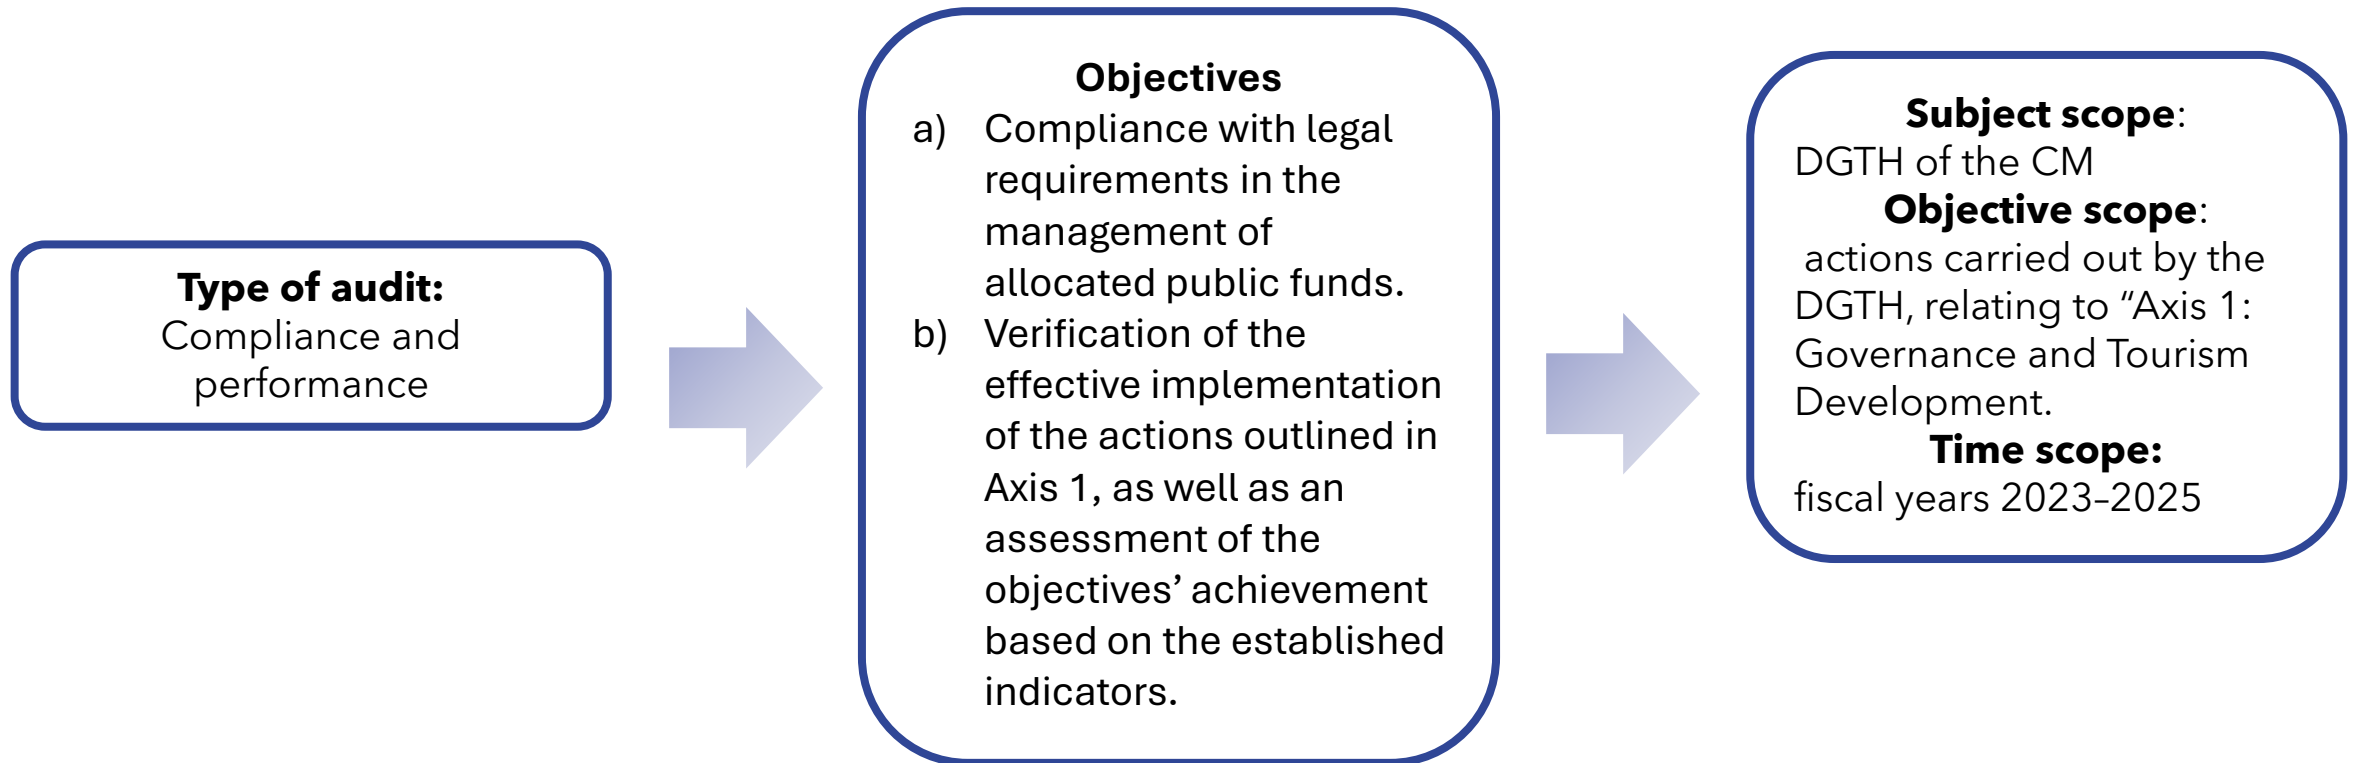 Type of audit:
Compliance and
performance
Objectives
a) Compliance with legal
requirements in the
management of
allocated public funds.
b) Verification of the
effective implementation
of the actions outlined in
Axis 1, as well as an
assessment of the
objectives’ achievement
based on the established
indicators.
Subject scope:
DGTH of the CM
Objective scope:
actions carried out by the
DGTH, relating to “Axis 1:
Governance and Tourism
Development.
Time scope:
fiscal years 2023–2025